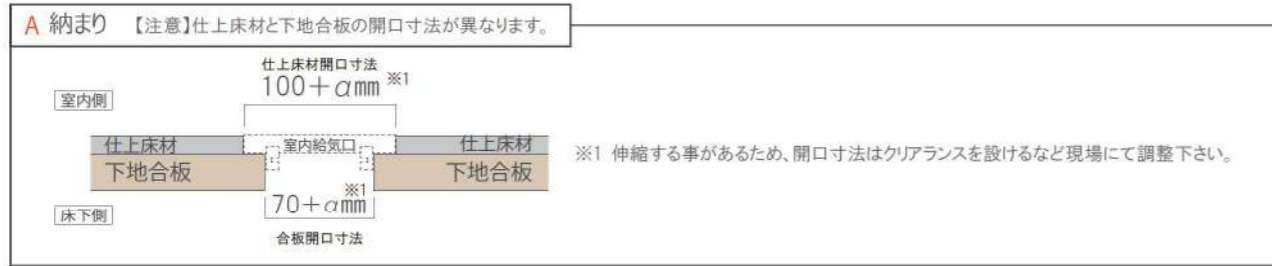 A 納まり 【注意】仕上床材と下地合板の開口寸法が異なります。
仕上床材開口寸法
100+αmm ※1
室内側
仕上床材 室内給気口 仕上床材
下地合板 下地合板
※1 伸縮する事があるため、開口寸法はクリアランスを設けるなど現場にて調整下さい。
70+αmm ※1
床下側
合板開口寸法